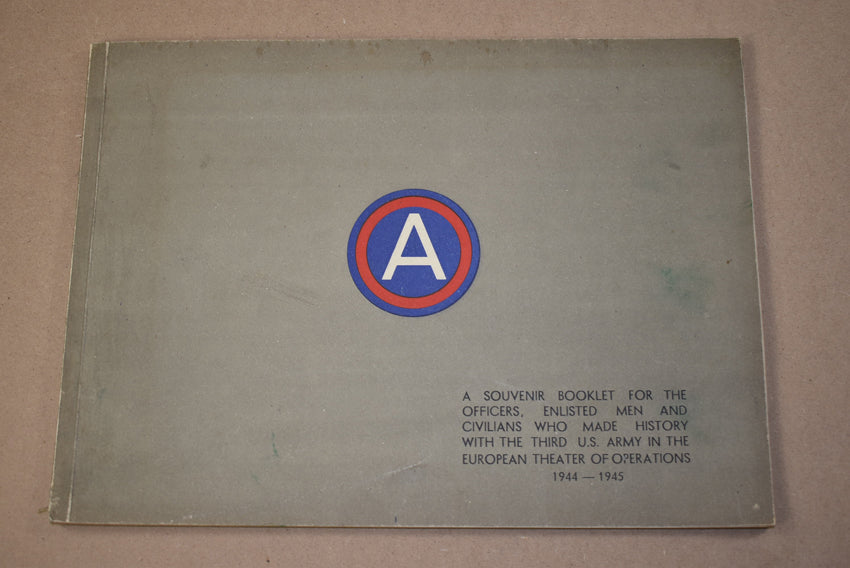 A
A SOUVENIR BOOKLET FOR THE
OFFICERS, ENLISTED MEN AND
CIVILIANS WHO MADE HISTORY
WITH THE THIRD U.S. ARMY IN THE
EUROPEAN THEATER OF OPERATIONS
1944 — 1945